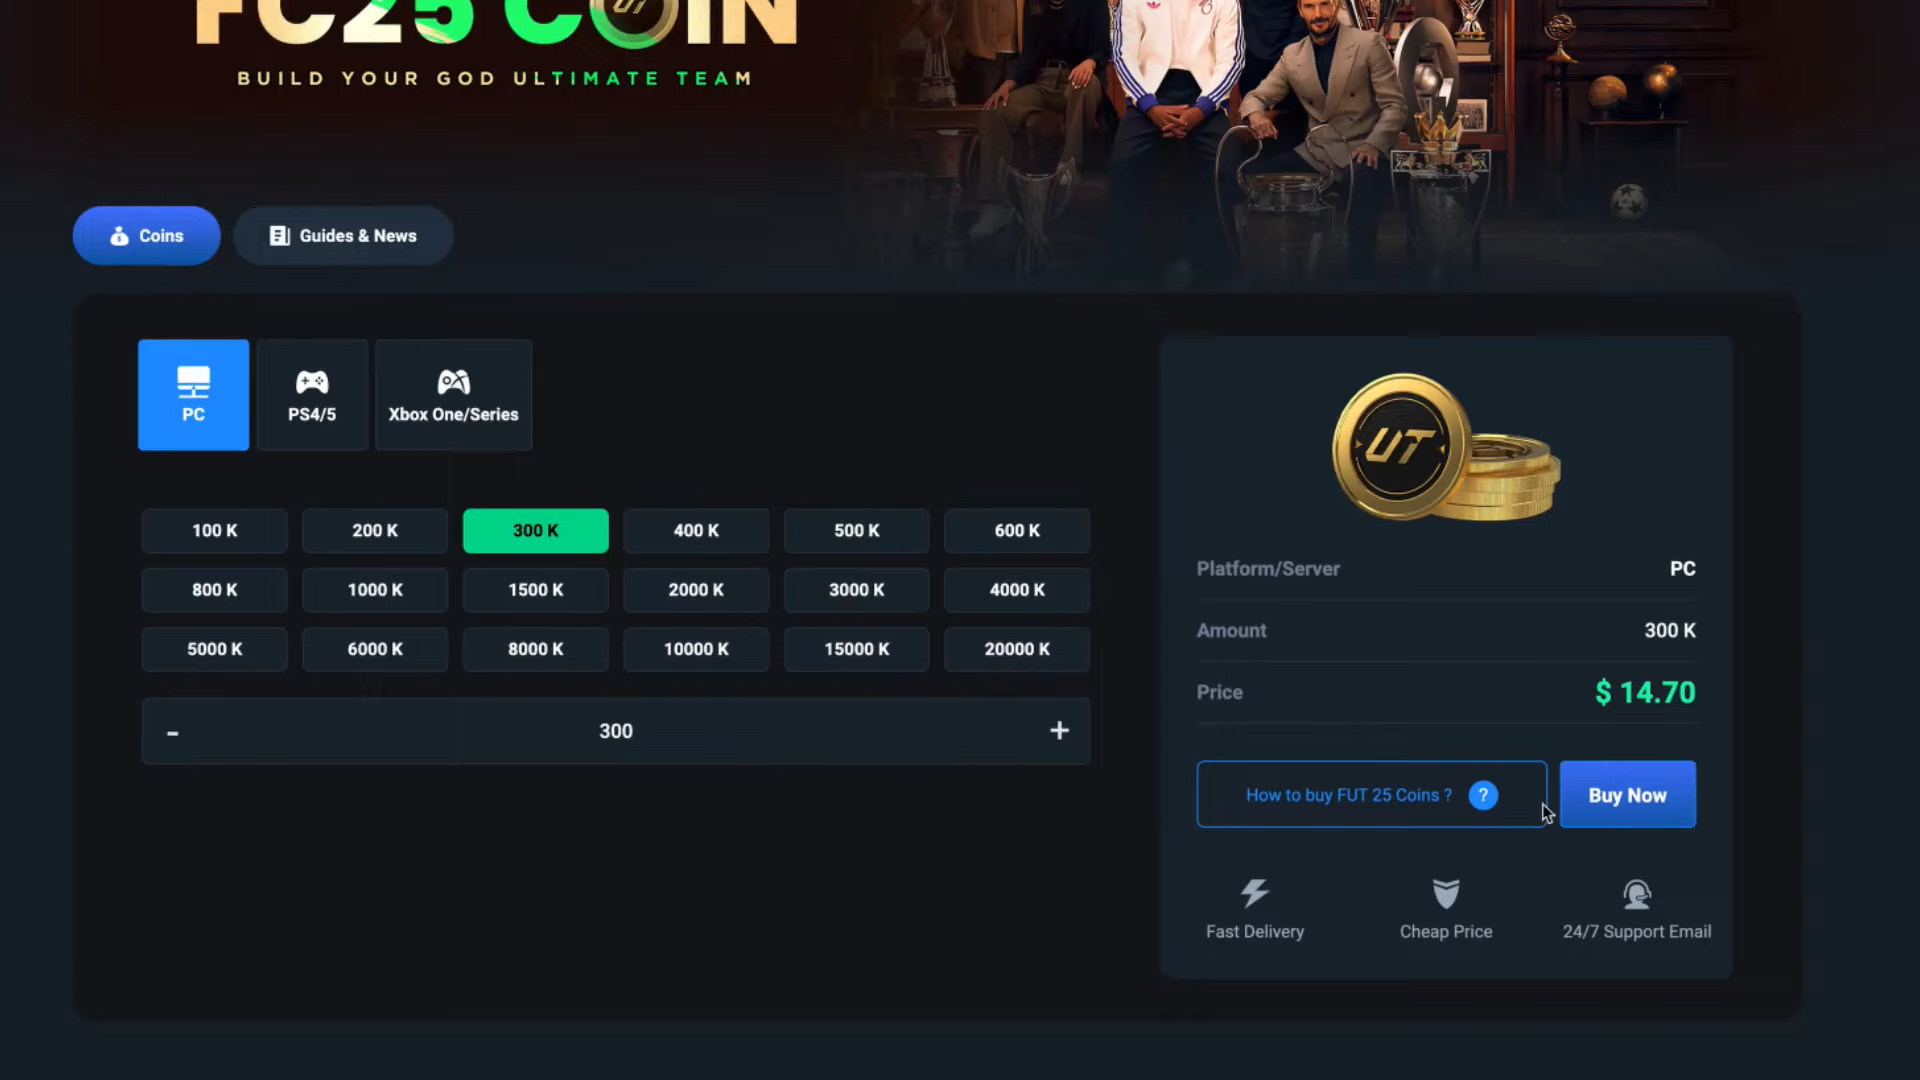 FC25 COIN
BUILD YOUR GOD ULTIMATE TEAM
Coins
Guides & News
PC
PS4/5
Xbox One/Series
100 K
200 K
300 K
400 K
500 K
600 K
800 K
1000 K
1500 K
2000 K
3000 K
4000 K
5000 K
6000 K
8000 K
10000 K
15000 K
20000 K
-
300
+
UT
Platform/Server
PC
Amount
300 K
Price
$ 14.70
How to buy FUT 25 Coins ?
?
Buy Now
Fast Delivery
Cheap Price
24/7 Support Email